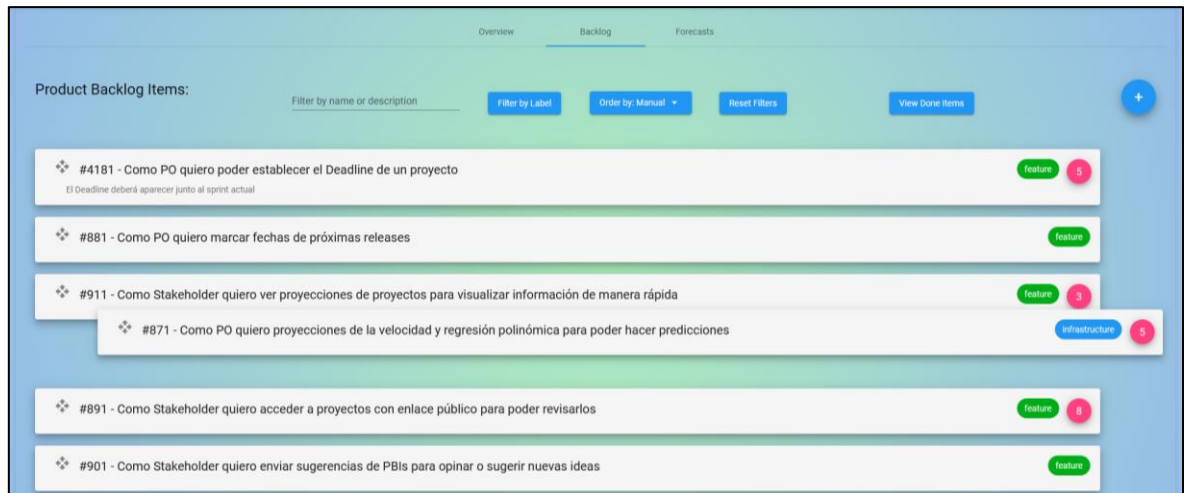 Overview Backlog Forecasts
Product Backlog Items:
Filter by name or description Filter by Label Order by: Manual Reset Filters View Done Items +
#4181 - Como PO quiero poder establecer el Deadline de un proyecto feature 5
El Deadline deberá aparecer junto al sprint actual
#881 - Como PO quiero marcar fechas de próximas releases feature
#911 - Como Stakeholder quiero ver proyecciones de proyectos para visualizar información de manera rápida feature 3
#871 - Como PO quiero proyecciones de la velocidad y regresión polinómica para poder hacer predicciones infrastructure 5
#891 - Como Stakeholder quiero acceder a proyectos con enlace público para poder revisarlos feature 8
#901 - Como Stakeholder quiero enviar sugerencias de PBIs para opinar o sugerir nuevas ideas feature